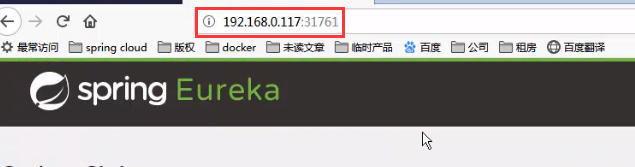 192.168.0.117:31761
最常访问 spring cloud 版权 docker 未读文章 临时产品 百度 公司 租房 百度翻译
spring Eureka